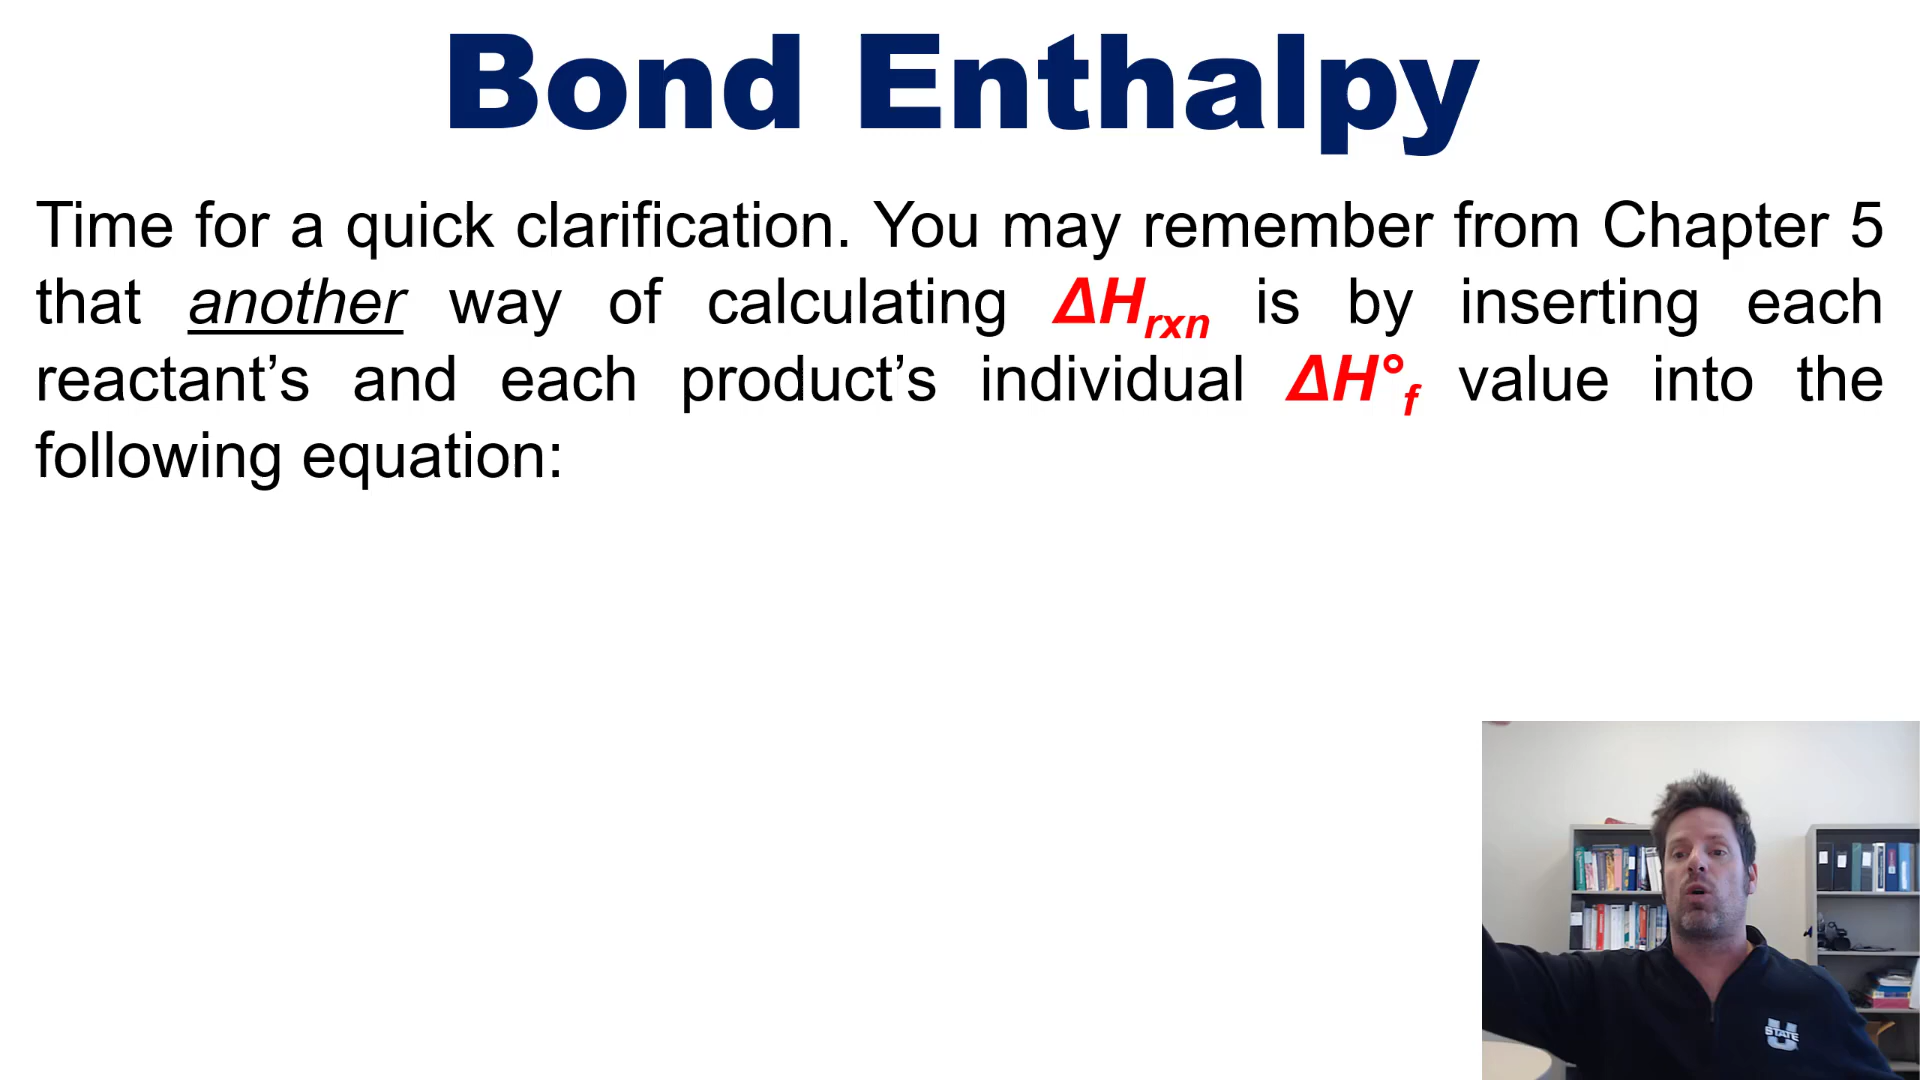 Bond Enthalpy
Time for a quick clarification. You may remember from Chapter 5
that another way of calculating ΔHrxn is by inserting each
reactant’s and each product’s individual ΔH°f value into the
following equation:
U
STATE